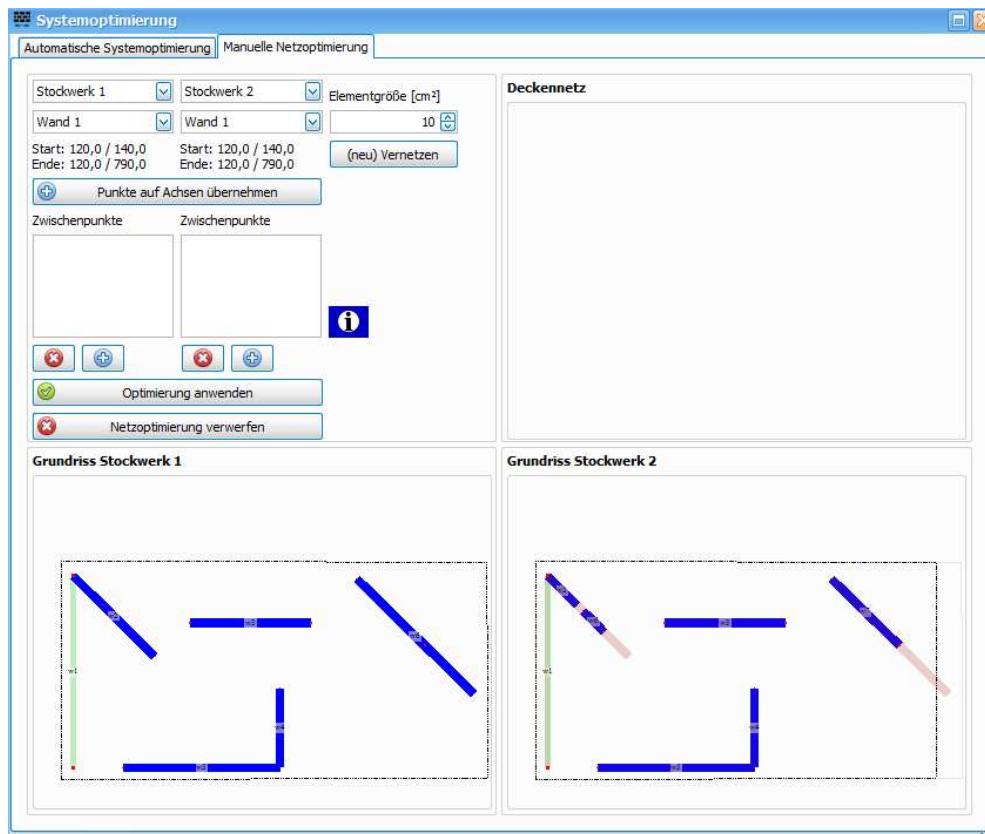 Systemoptimierung
Automatische Systemoptimierung
Manuelle Netzoptimierung
Stockwerk 1
Stockwerk 2
Elementgröße [cm²]
Wand 1
Wand 1
10
Start: 120,0 / 140,0
Ende: 120,0 / 790,0
Start: 120,0 / 140,0
Ende: 120,0 / 790,0
(neu) Vernetzen
Punkte auf Achsen übernehmen
Zwischenpunkte
Zwischenpunkte
Optimierung anwenden
Netzoptimierung verwerfen
Deckennetz
Grundriss Stockwerk 1
w1
Grundriss Stockwerk 2
w1